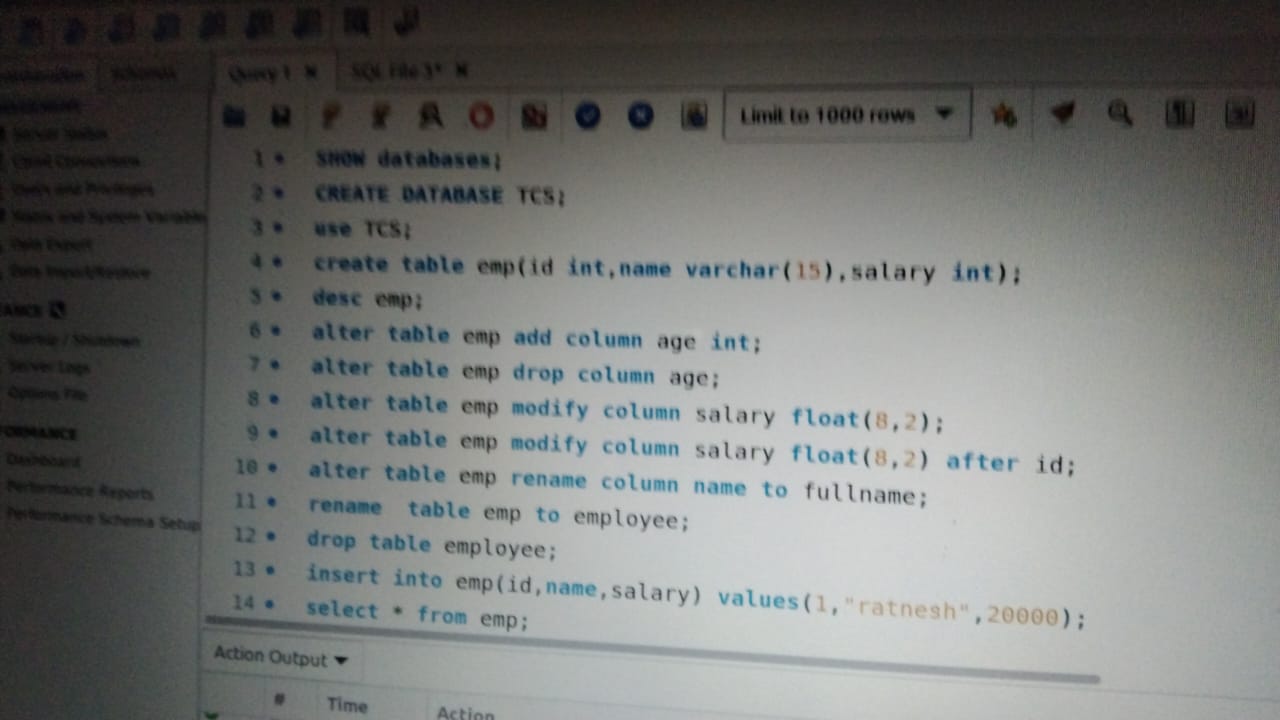 Query 1
SQL File 3*
Limit to 1000 rows
Server Status
Users and Privileges
Status and System Variable
Data Export
Data Import/Restore
Startup / Shutdown
Server Logs
Options File
Dashboard
Performance Reports
Performance Schema Setup
1 SHOW databases;
2 CREATE DATABASE TCS;
3 use TCS;
4 create table emp(id int,name varchar(15),salary int);
5 desc emp;
6 alter table emp add column age int;
7 alter table emp drop column age;
8 alter table emp modify column salary float(8,2);
9 alter table emp modify column salary float(8,2) after id;
10 alter table emp rename column name to fullname;
11 rename  table emp to employee;
12 drop table employee;
13 insert into emp(id,name,salary) values(1,"ratnesh",20000);
14 select * from emp;
Action Output
# Time Action